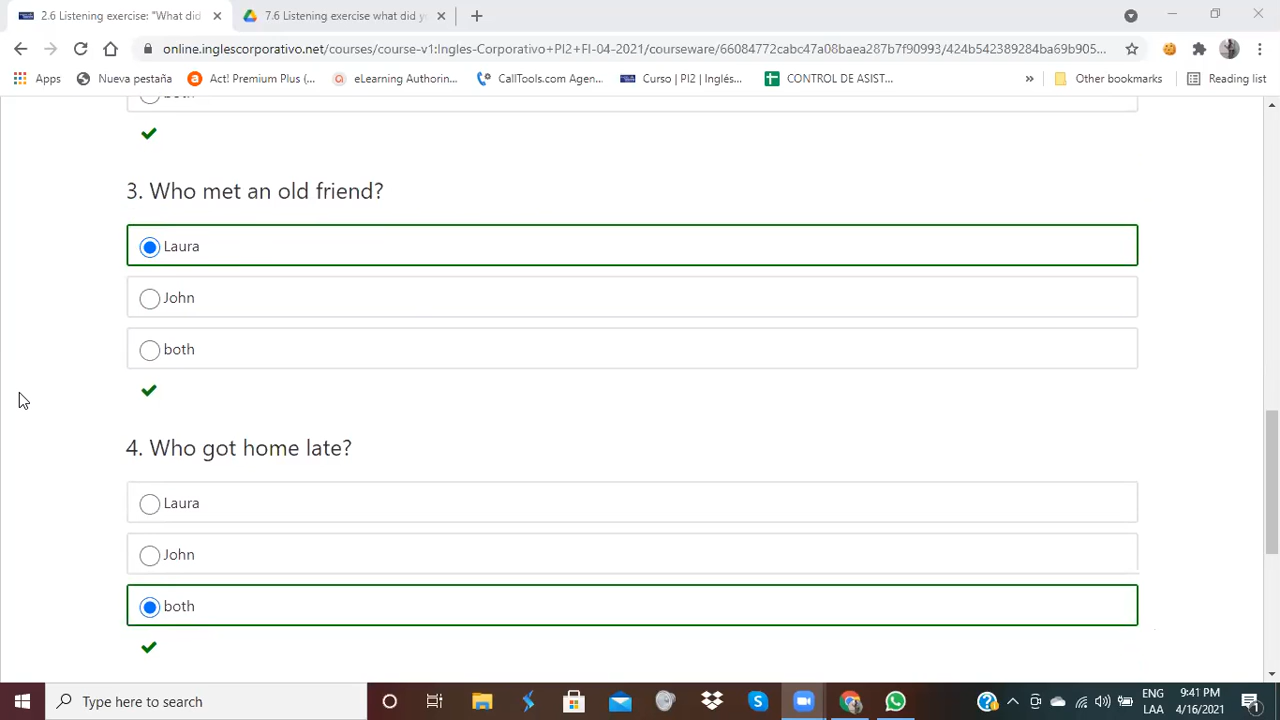 2.6 Listening exercise: "What did
7.6 Listening exercise what did y
online.inglescorporativo.net/courses/course-v1:Ingles-Corporativo+PI2+FI-04-2021/courseware/66084772cabc47a08baea287b7f90993/424b542389284ba69b905...
Apps
Nueva pestaña
Act! Premium Plus (...
eLearning Authorin...
CallTools.com Agen...
Curso | PI2 | Inglés...
CONTROL DE ASIST...
»
Other bookmarks
Reading list
both
3. Who met an old friend?
Laura
John
both
4. Who got home late?
Laura
John
both
Type here to search
ENG
LAA
9:41 PM
4/16/2021
1